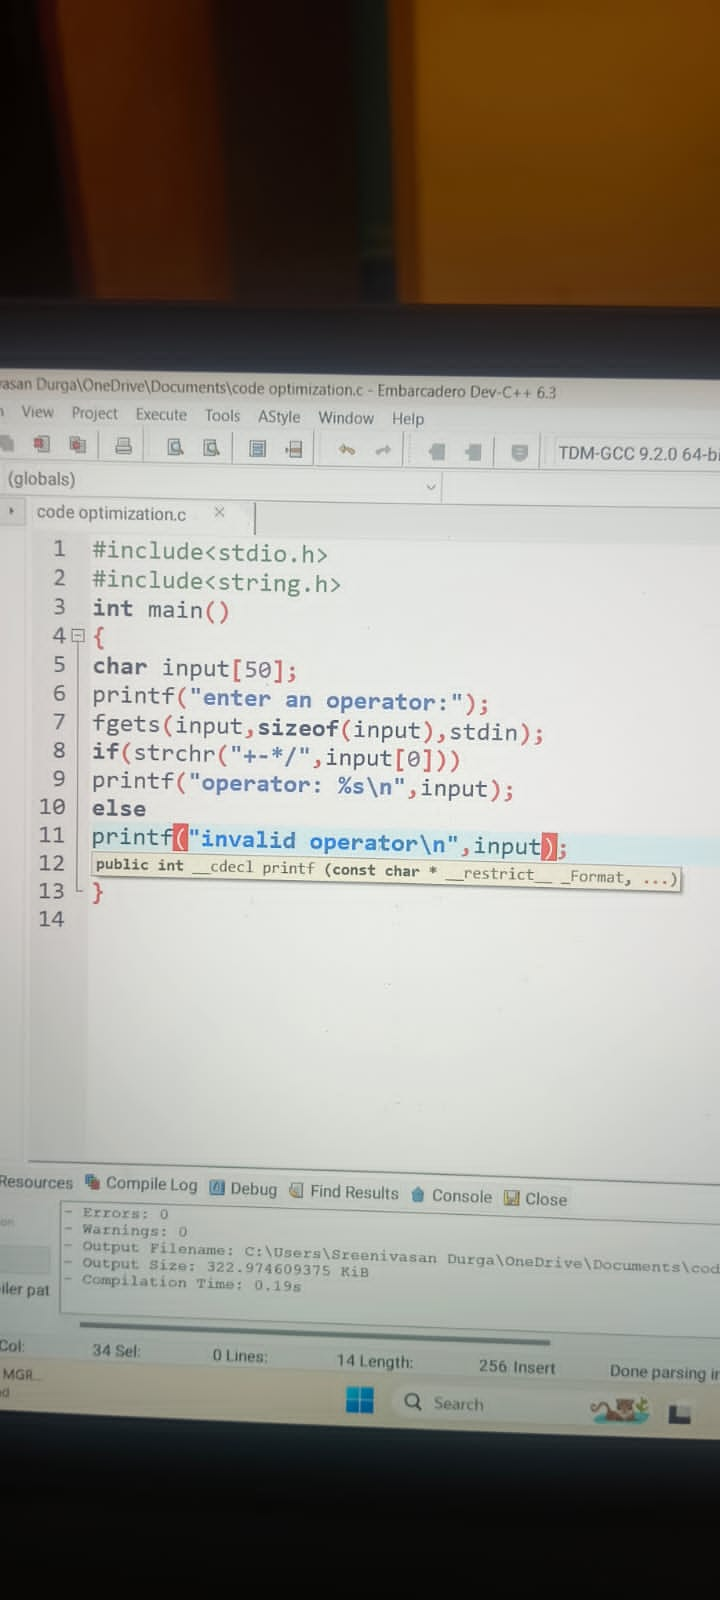 asan Durga\OneDrive\Documents\code optimization.c - Embarcadero Dev-C++ 6.3
View Project Execute Tools AStyle Window Help
TDM-GCC 9.2.0 64-bi
(globals)
code optimization.c
1 #include<stdio.h>
2 #include<string.h>
3 int main()
4 {
5 char input[50];
6 printf("enter an operator:");
7 fgets(input,sizeof(input),stdin);
8 if(strchr("+-*/",input[0]))
9 printf("operator: %s\n",input);
10 else
11 printf("invalid operator\n",input);
12 public int __cdecl printf (const char * __restrict__ _Format, ...)
13 }
14
Resources Compile Log Debug Find Results Console Close
- Errors: 0
- Warnings: 0
- Output Filename: C:\Users\Sreenivasan Durga\OneDrive\Documents\cod
- Output Size: 322.974609375 KiB
- Compilation Time: 0.19s
iler pat
Col: 34 Sel: 0 Lines: 14 Length: 256 Insert Done parsing in
MGR...
Search